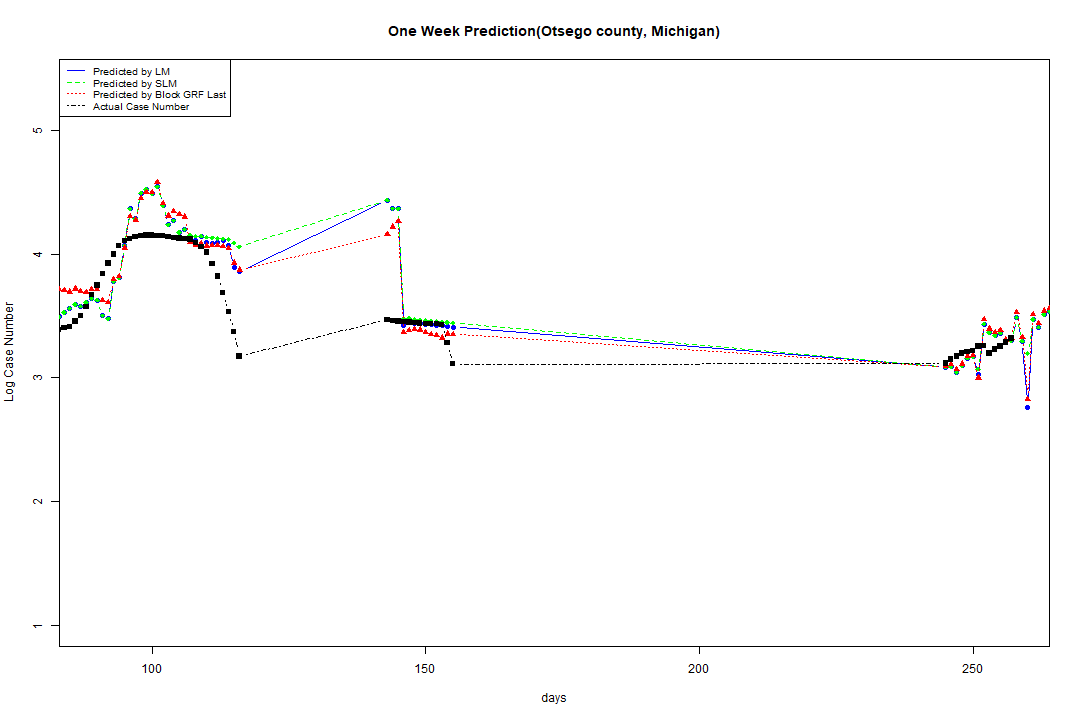 One Week Prediction(Otsego county, Michigan)
Predicted by LM
Predicted by SLM
Predicted by Block GRF Last
Actual Case Number
5
4
3
2
1
Log Case Number
100 150 200 250
days